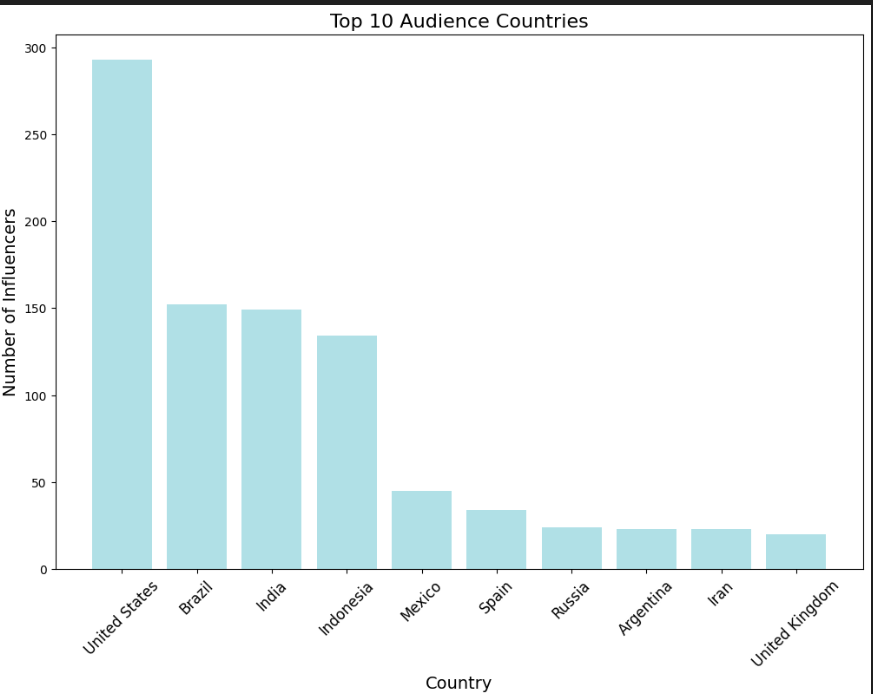 Top 10 Audience Countries
Number of Influencers
300
250
200
150
100
50
0
United States
Brazil
India
Indonesia
Mexico
Spain
Russia
Argentina
Iran
United Kingdom
Country